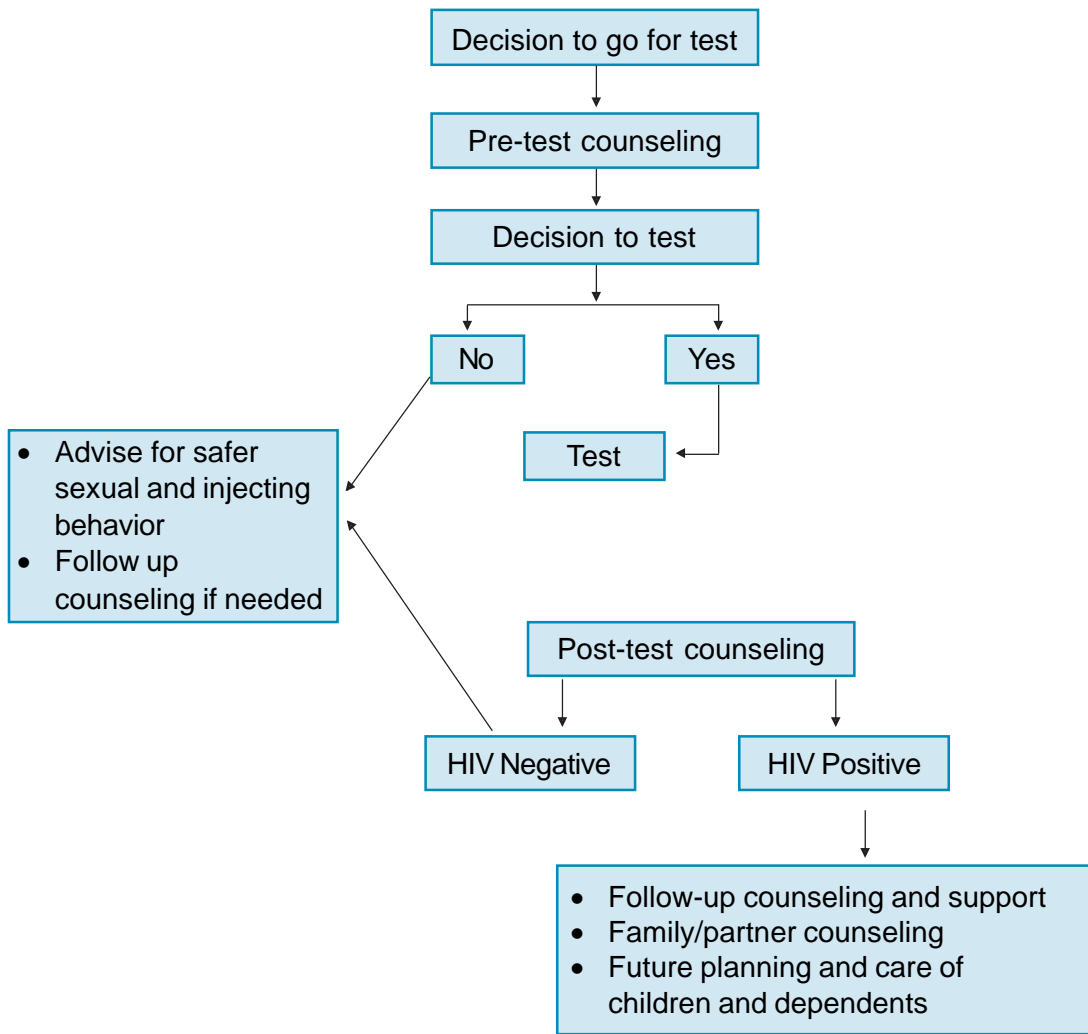 Decision to go for test
Pre-test counseling
Decision to test
No
Yes
• Advise for safer
sexual and injecting
behavior
• Follow up
counseling if needed
Test
Post-test counseling
HIV Negative
HIV Positive
• Follow-up counseling and support
• Family/partner counseling
• Future planning and care of
children and dependents